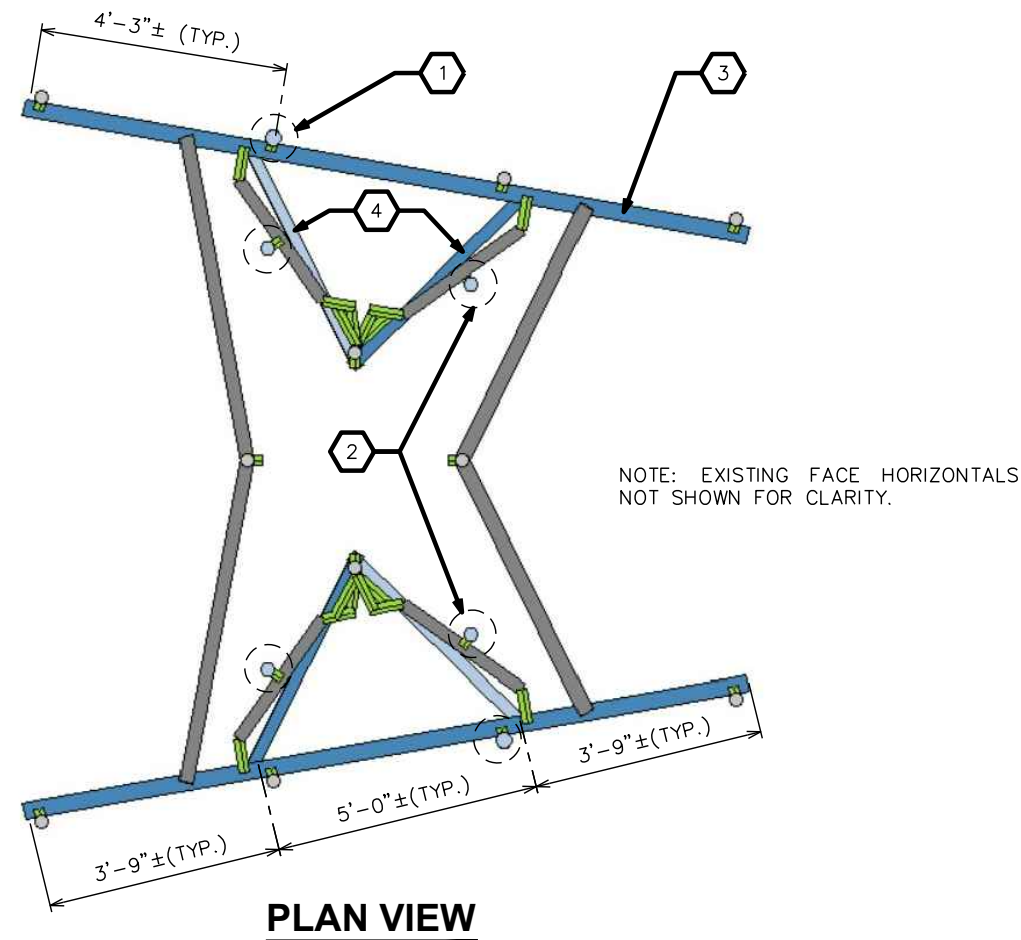 4'-3"± (TYP.)
1
3
4
2
NOTE: EXISTING FACE HORIZONTALS
NOT SHOWN FOR CLARITY.
3'-9"±(TYP.)
5'-0"±(TYP.)
3'-9"±(TYP.)
PLAN VIEW